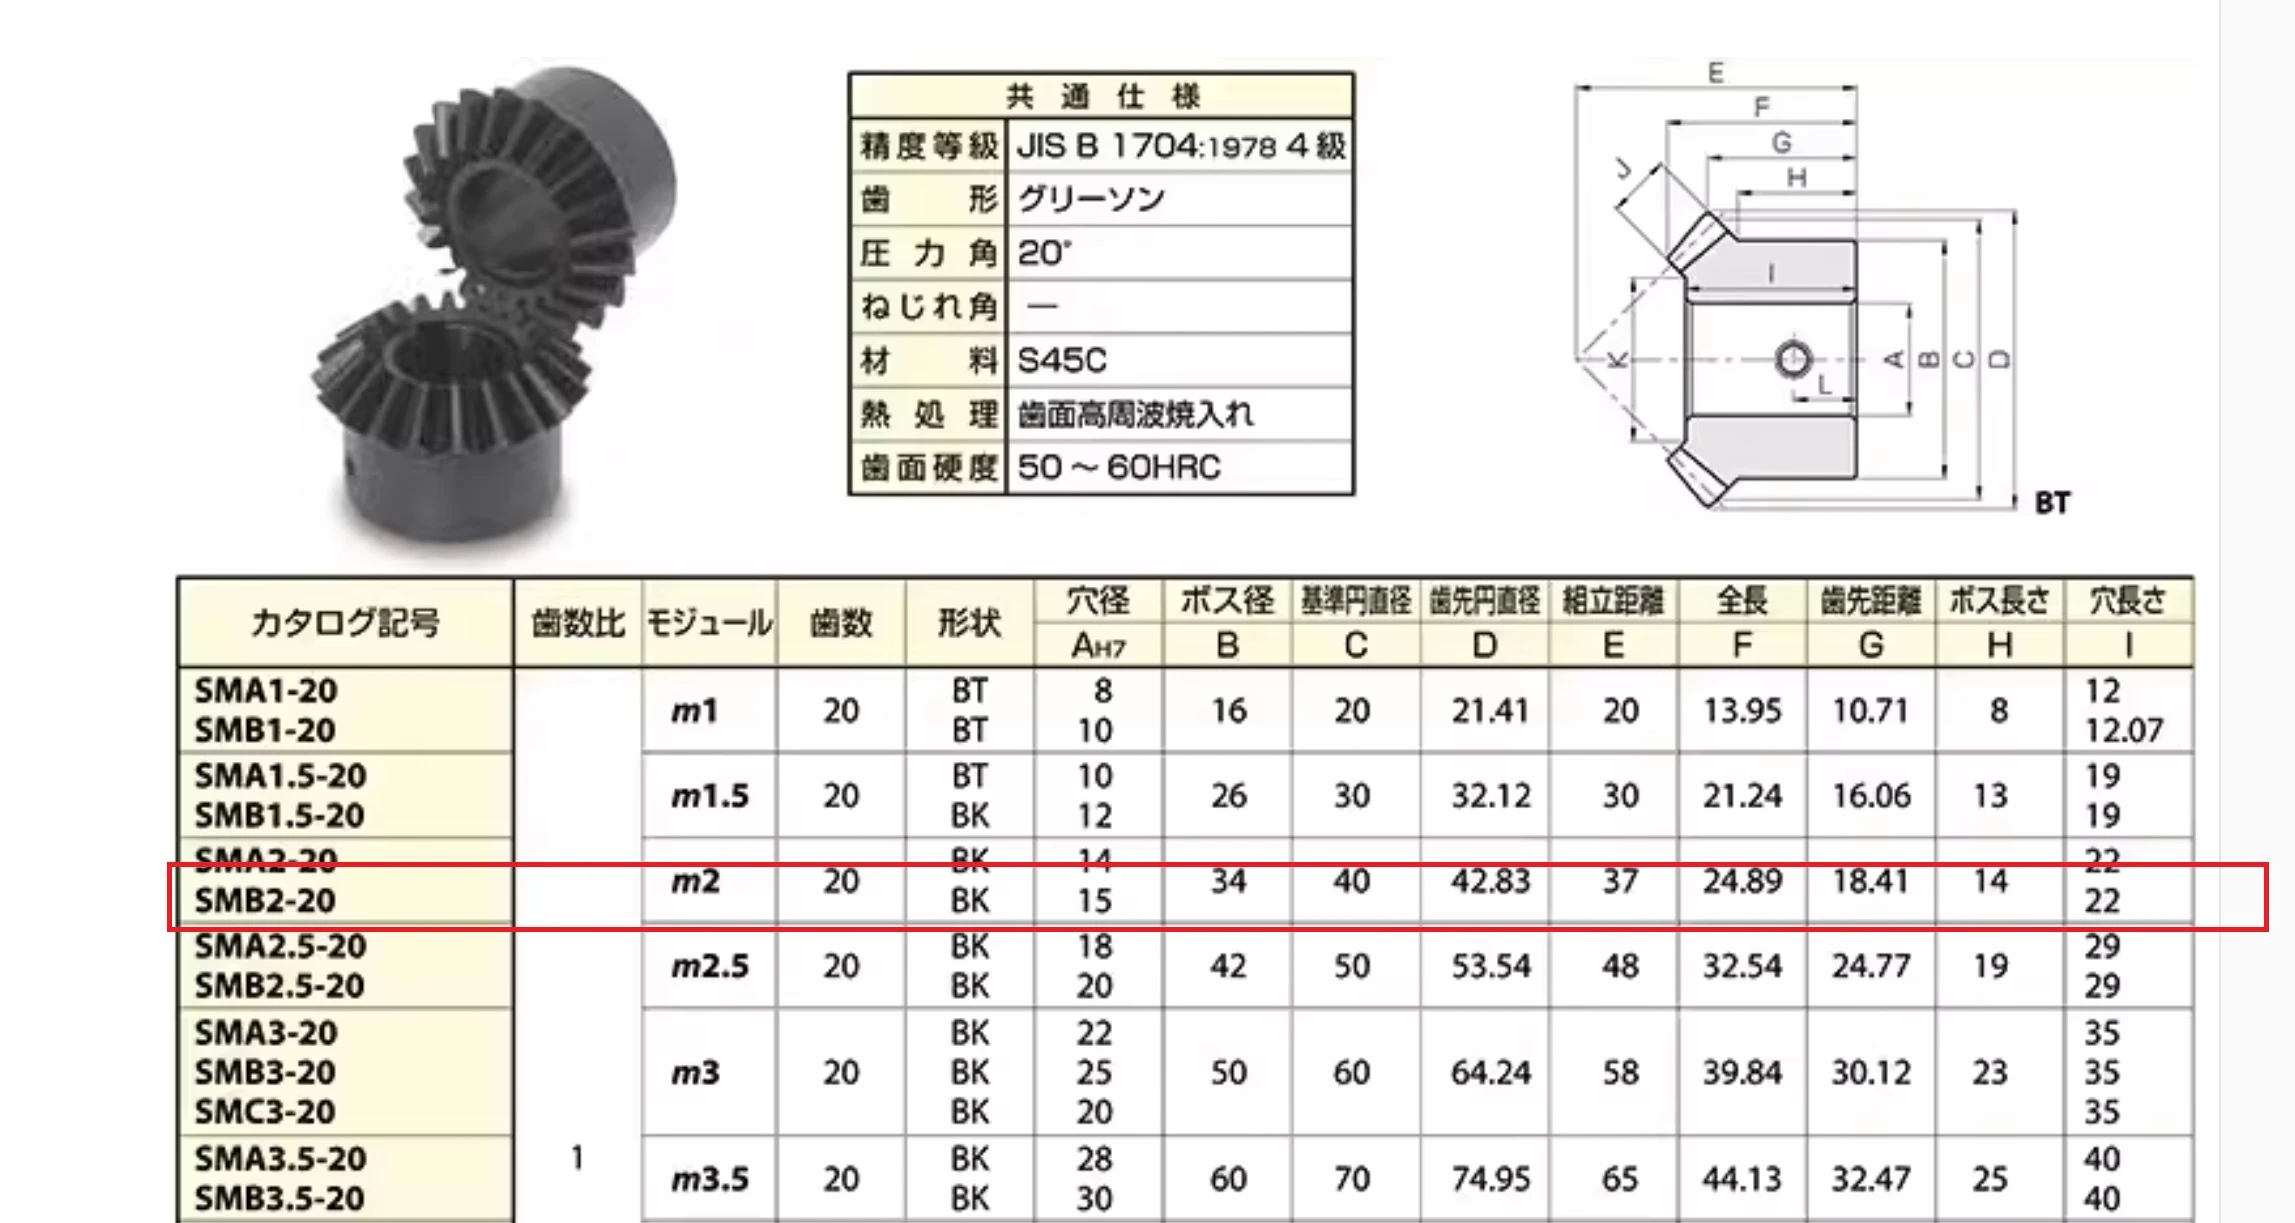 共通仕様
精度等級 JIS B 1704:1978 4級
歯形 グリーソン
圧力角 20°
ねじれ角 ―
材料 S45C
熱処理 歯面高周波焼入れ
歯面硬度 50～60HRC
E
F
G
H
J
I
K
L
A
B
C
D
BT
カタログ記号 歯数比 モジュール 歯数 形状 穴径 ボス径 基準円直径 歯先円直径 組立距離 全長 歯先距離 ボス長さ 穴長さ
AH7 B C D E F G H I
SMA1-20 BT 8 12
m1 20 16 20 21.41 20 13.95 10.71 8
SMB1-20 BT 10 12.07
SMA1.5-20 BT 10 19
m1.5 20 26 30 32.12 30 21.24 16.06 13
SMB1.5-20 BK 12 19
SMA2-20 BK 14 22
m2 20 34 40 42.83 37 24.89 18.41 14
SMB2-20 BK 15 22
SMA2.5-20 BK 18 29
m2.5 20 42 50 53.54 48 32.54 24.77 19
SMB2.5-20 BK 20 29
SMA3-20 BK 22 35
SMB3-20 m3 20 BK 25 50 60 64.24 58 39.84 30.12 23 35
SMC3-20 BK 20 35
SMA3.5-20 1 BK 28 40
m3.5 20 60 70 74.95 65 44.13 32.47 25
SMB3.5-20 BK 30 40